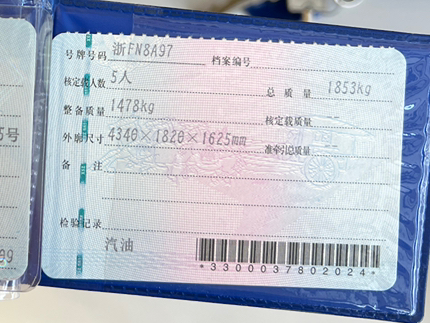 号牌号码 浙FN8A97 档案编号
核定载人数 5人 总质量 1853kg
整备质量 1478kg 核定载质量 --
外廓尺寸 4340×1820×1625mm 准牵引总质量 --
备注
检验记录
汽油
*3300037802024*
5号
99